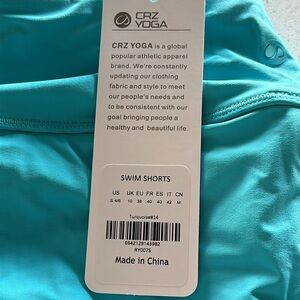 CRZ
YOGA
CRZ YOGA is a global
popular athletic apparel
brand. We're constantly
updating our clothing
fabric and style to meet
our people's needs and
to be consistent with our
goal bringing people a
healthy and beautiful life.
SWIM SHORTS
US UK EU FR ES IT CN
S 4/6 10 38 40 40 42 M
Turquoise#14
6942129143982
RY0075
Made in China